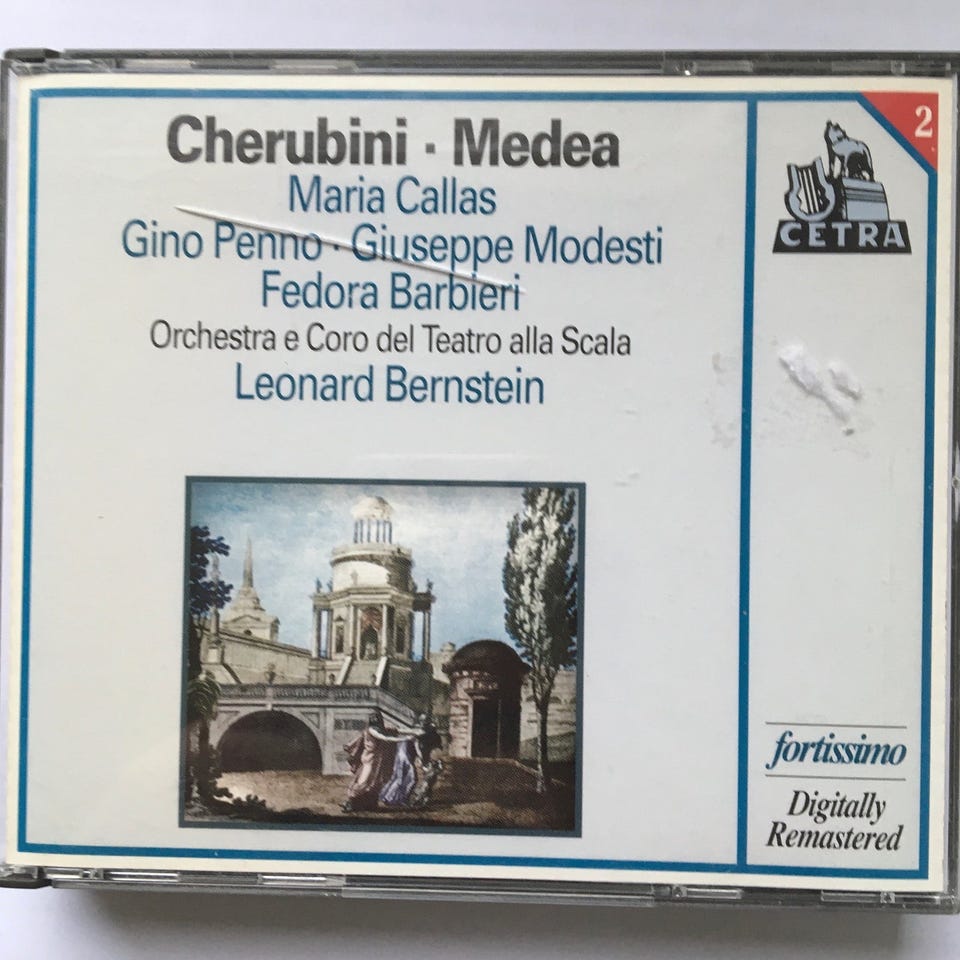 Cherubini · Medea
Maria Callas
Gino Penno · Giuseppe Modesti
Fedora Barbieri
Orchestra e Coro del Teatro alla Scala
Leonard Bernstein
2
CETRA
fortissimo
Digitally
Remastered